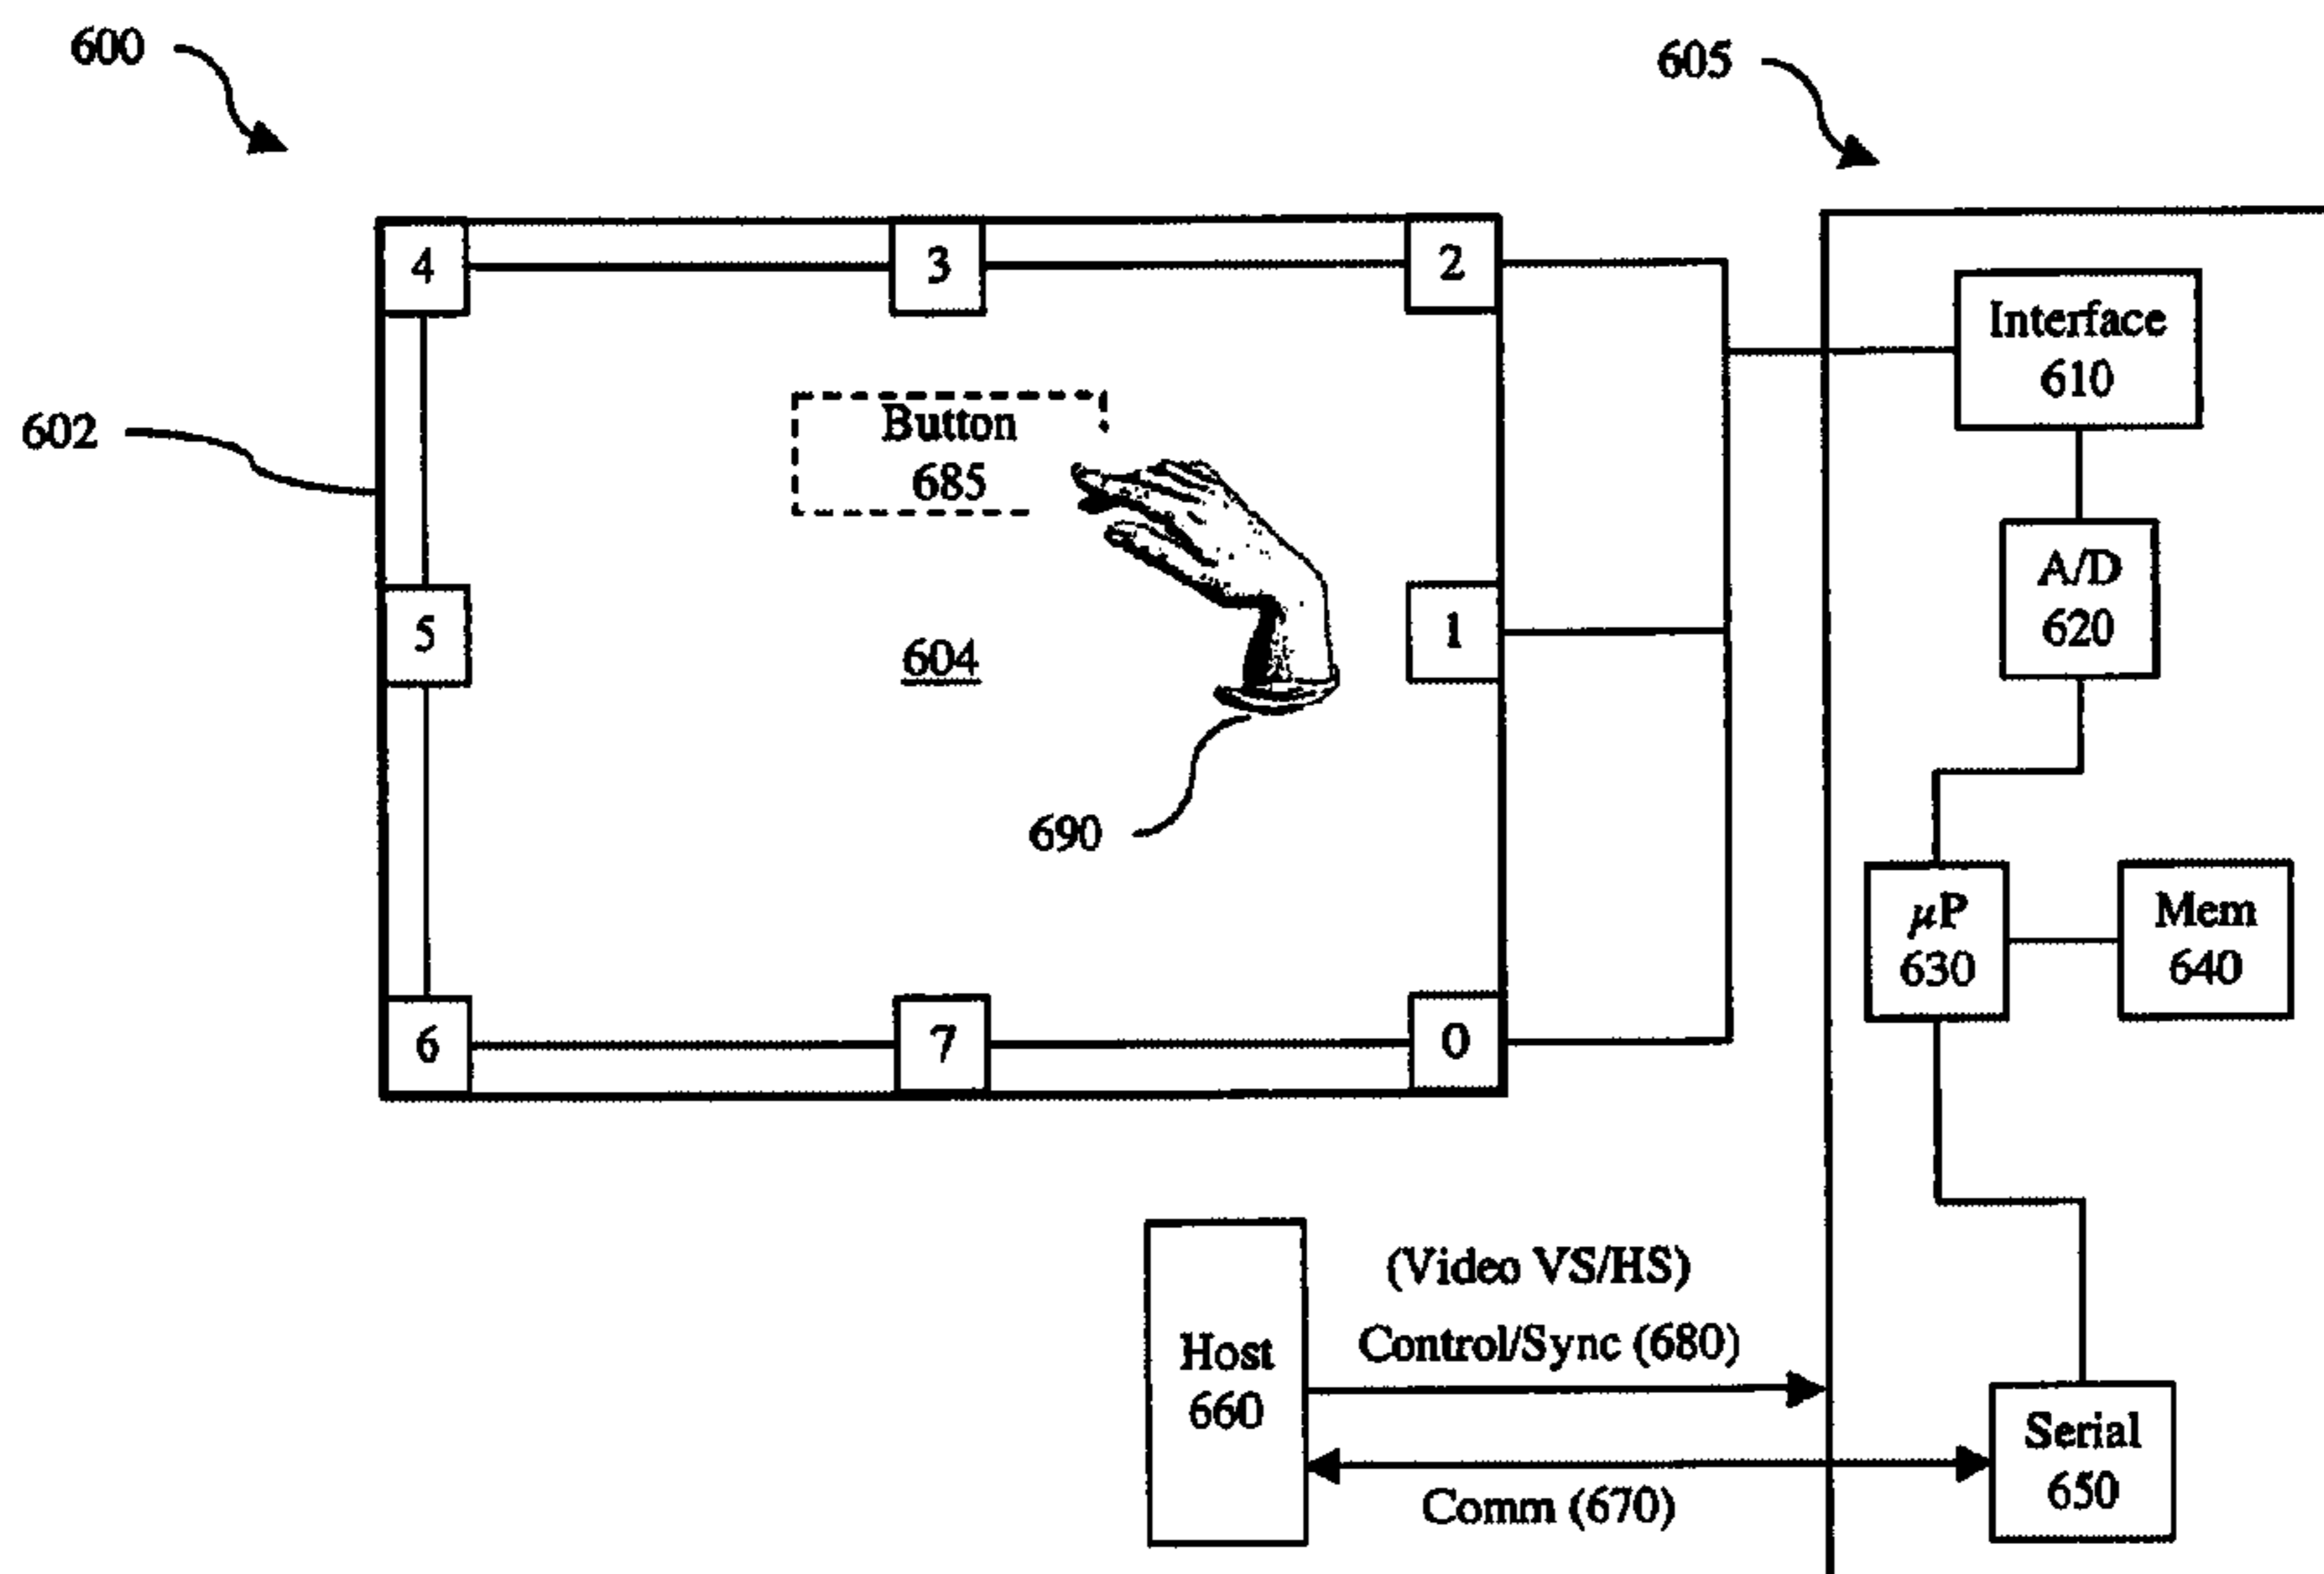 600
605
4
3
2
Interface
610
Button
685
602
A/D
620
5
1
604
690
μP
630
Mem
640
6
7
0
(Video VS/HS)
Control/Sync (680)
Host
660
Comm (670)
Serial
650